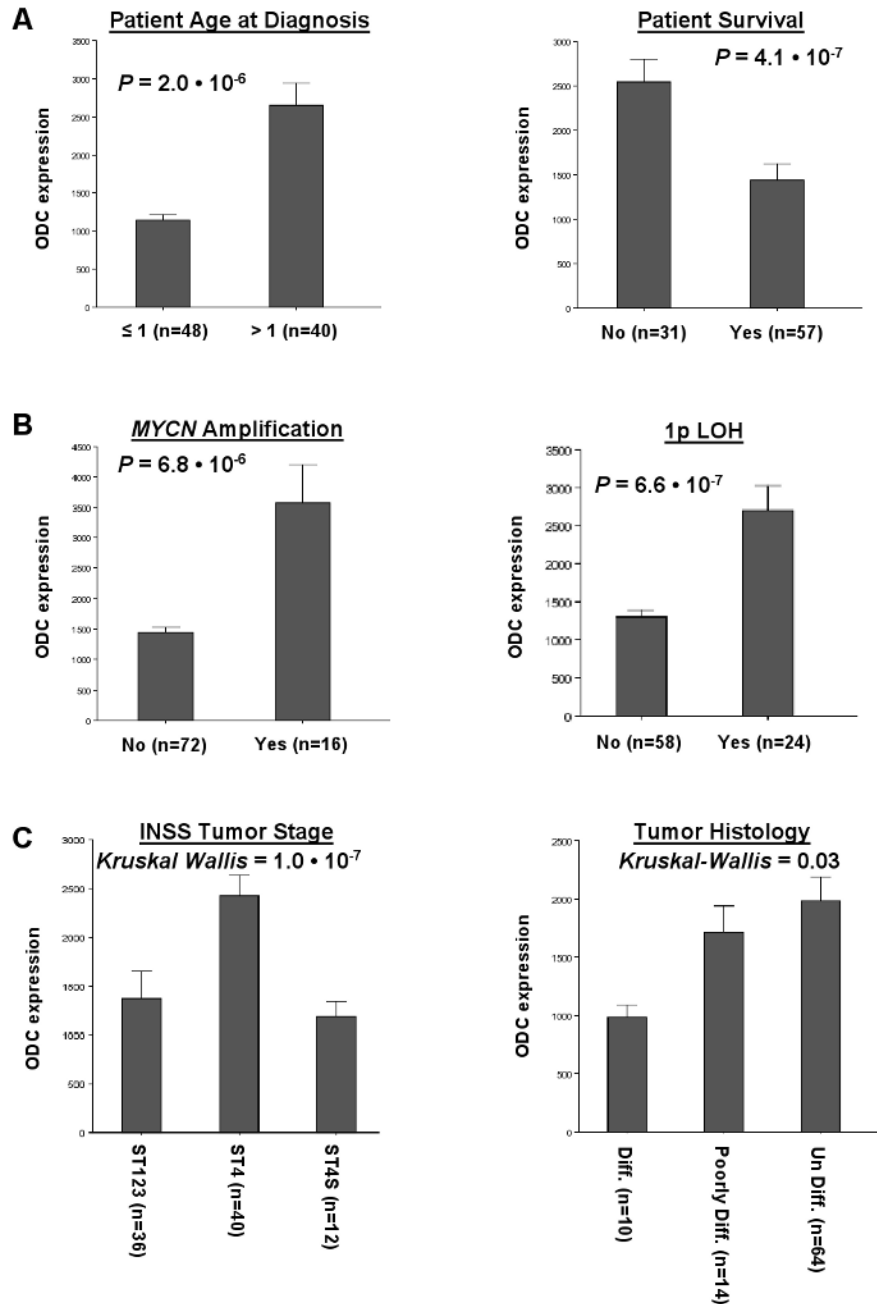 A
Patient Age at Diagnosis
P = 2.0 • 10-6
ODC expression
3500
3000
2500
2000
1500
1000
500
0
≤ 1 (n=48) > 1 (n=40)
Patient Survival
P = 4.1 • 10-7
ODC expression
3000
2500
2000
1500
1000
500
0
No (n=31) Yes (n=57)
B
MYCN Amplification
P = 6.8 • 10-6
ODC expression
4500
4000
3500
3000
2500
2000
1500
1000
500
0
No (n=72) Yes (n=16)
1p LOH
P = 6.6 • 10-7
ODC expression
3500
3000
2500
2000
1500
1000
500
0
No (n=58) Yes (n=24)
C
INSS Tumor Stage
Kruskal Wallis = 1.0 • 10-7
ODC expression
3000
2500
2000
1500
1000
500
0
ST123 (n=36)
ST4 (n=40)
ST4S (n=12)
Tumor Histology
Kruskal-Wallis = 0.03
ODC expression
2500
2000
1500
1000
500
0
Diff. (n=10)
Poorly Diff. (n=14)
Un Diff. (n=64)